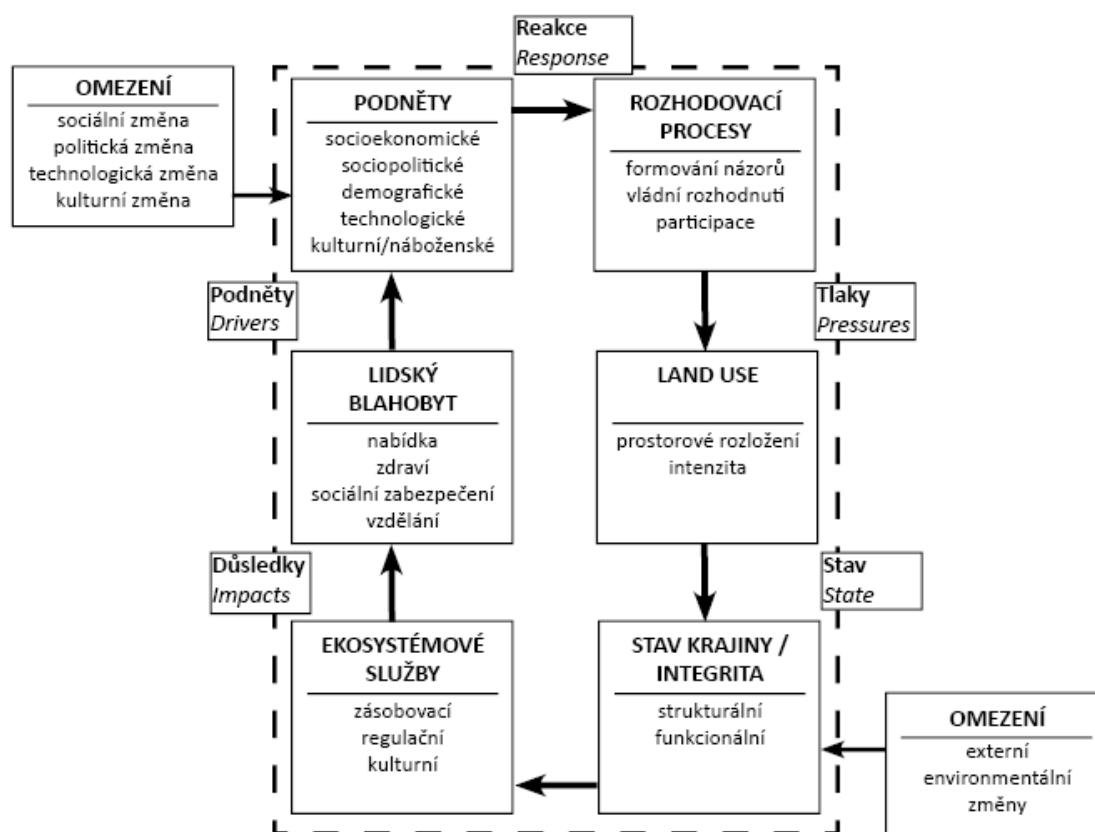 Reakce
Response
OMEZENÍ
sociální změna
politická změna
technologická změna
kulturní změna
PODNĚTY
socioekonomické
sociopolitické
demografické
technologické
kulturní/náboženské
ROZHODOVACÍ
PROCESY
formování názorů
vládní rozhodnutí
participace
Podněty
Drivers
Tlaky
Pressures
LIDSKÝ
BLAHOBYT
nabídka
zdraví
sociální zabezpečení
vzdělání
LAND USE
prostorové rozložení
intenzita
Důsledky
Impacts
Stav
State
EKOSYSTÉMOVÉ
SLUŽBY
zásobovací
regulační
kulturní
STAV KRAJINY /
INTEGRITA
strukturální
funkcionální
OMEZENÍ
externí
environmentální
změny